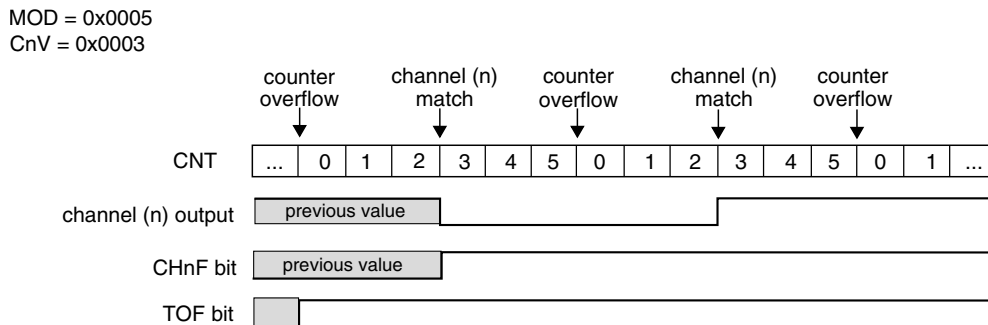 MOD = 0x0005
CnV = 0x0003
counter overflow
channel (n) match
counter overflow
channel (n) match
counter overflow
CNT ... 0 1 2 3 4 5 0 1 2 3 4 5 0 1 ...
channel (n) output previous value
CHnF bit previous value
TOF bit